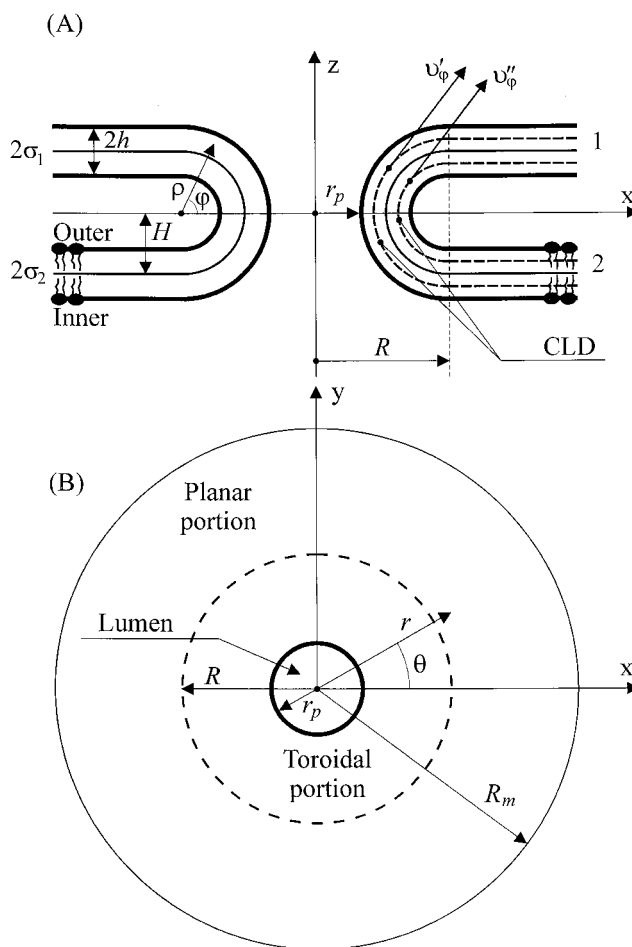 (A)
z
υ′φ
υ″φ
2σ1
2h
1
ρ
φ
rp
x
Outer
H
2σ2
2
Inner
R
CLD
y
(B)
Planar
portion
Lumen
r
θ
x
R
rp
Toroidal
portion
Rm